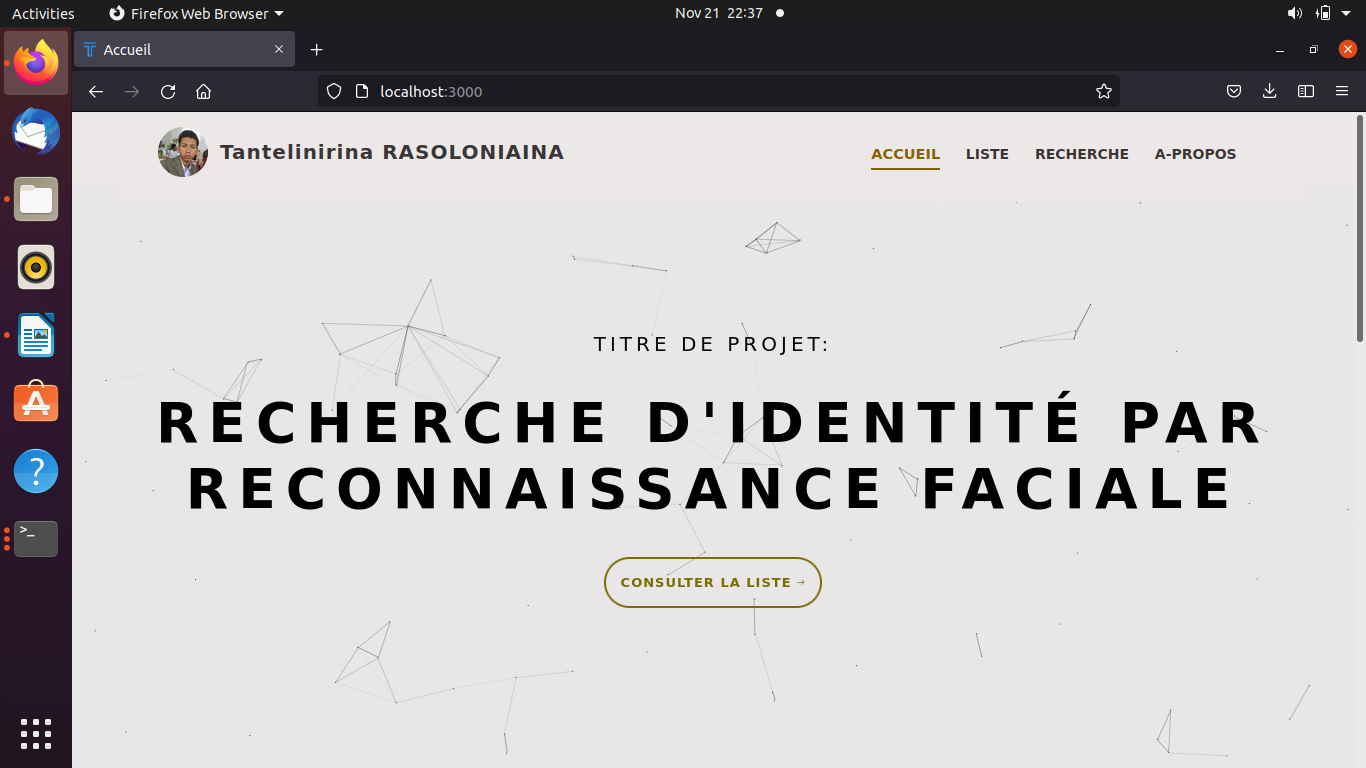 Activities
Firefox Web Browser
Nov 21 22:37
Accueil
localhost:3000
Tantelinirina RASOLONIAINA
ACCUEIL
LISTE
RECHERCHE
A-PROPOS
TITRE DE PROJET:
RECHERCHE D'IDENTITÉ PAR
RECONNAISSANCE FACIALE
CONSULTER LA LISTE →